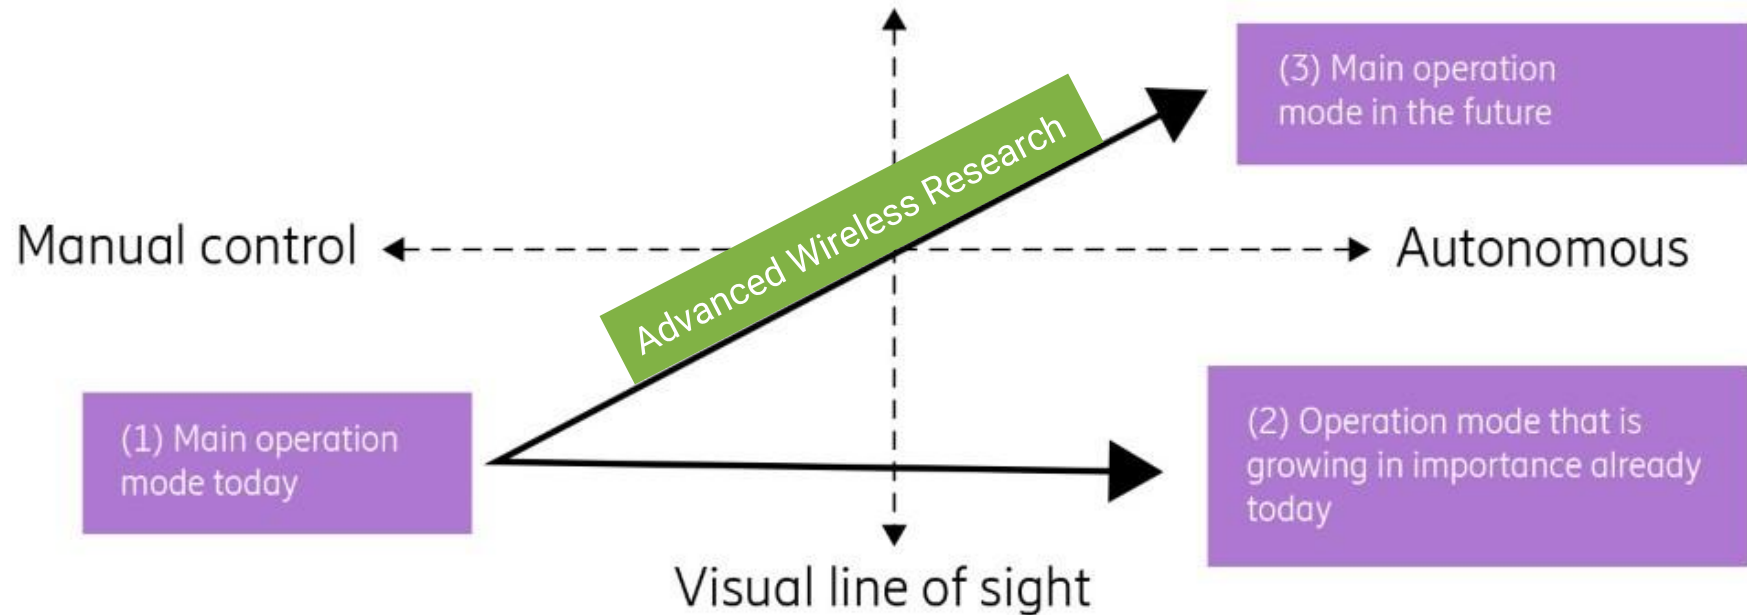 (3) Main operation
mode in the future
Advanced Wireless Research
Manual control
Autonomous
(1) Main operation
mode today
(2) Operation mode that is
growing in importance already
today
Visual line of sight